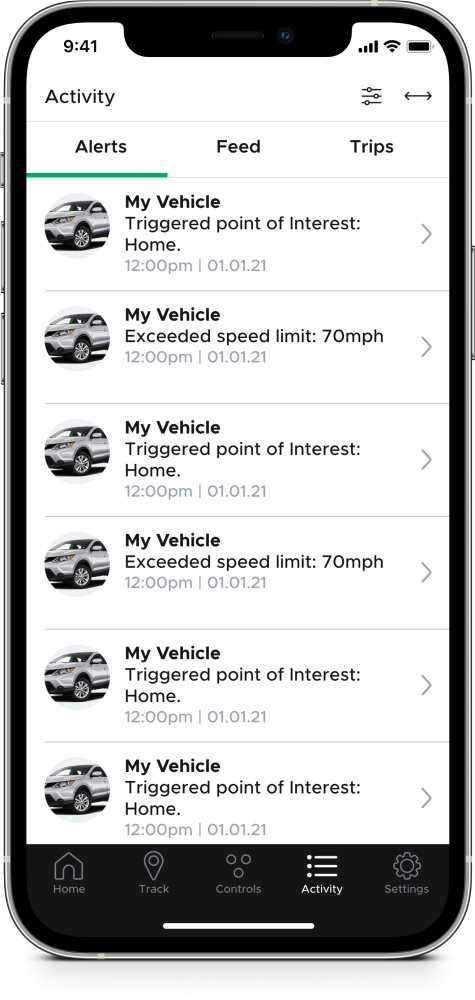 9:41
Activity
Alerts Feed Trips
My Vehicle
Triggered point of Interest:
Home.
12:00pm | 01.01.21
My Vehicle
Exceeded speed limit: 70mph
12:00pm | 01.01.21
My Vehicle
Triggered point of Interest:
Home.
12:00pm | 01.01.21
My Vehicle
Exceeded speed limit: 70mph
12:00pm | 01.01.21
My Vehicle
Triggered point of Interest:
Home.
12:00pm | 01.01.21
My Vehicle
Triggered point of Interest:
Home.
12:00pm | 01.01.21
Home Track Controls Activity Settings